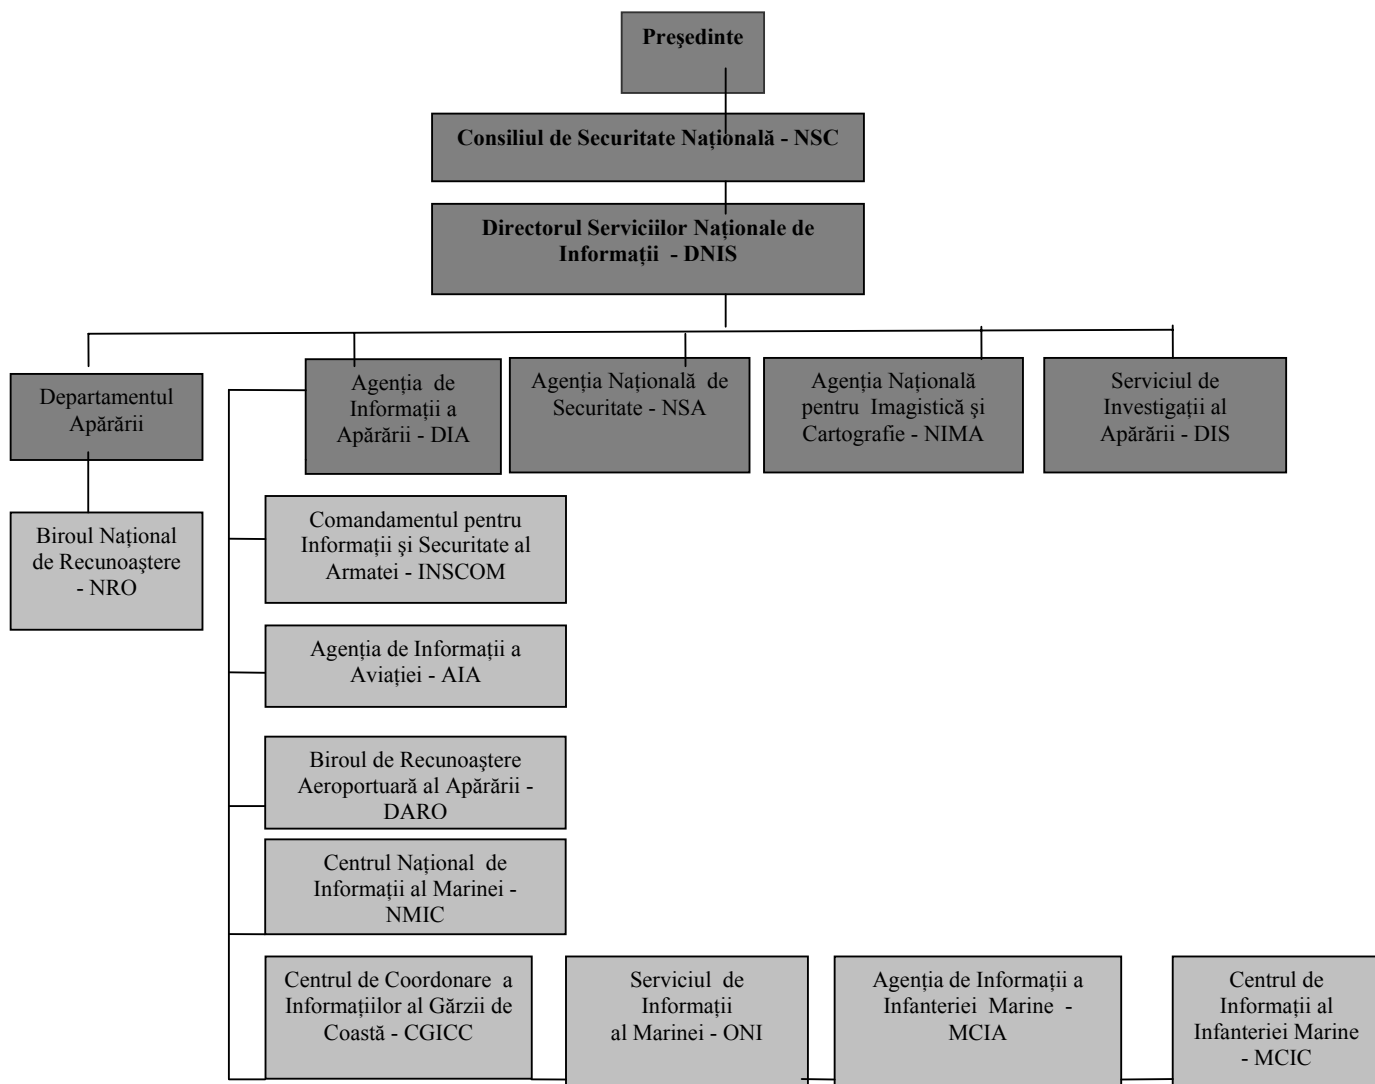 Preşedinte
Consiliul de Securitate Naţională - NSC
Directorul Serviciilor Naţionale de
Informaţii - DNIS
Departamentul
Apărării
Agenţia de
Informaţii a
Apărării - DIA
Agenţia Naţională de
Securitate - NSA
Agenţia Naţională
pentru Imagistică şi
Cartografie - NIMA
Serviciul de
Investigaţii al
Apărării - DIS
Biroul Naţional
de Recunoaştere
- NRO
Comandamentul pentru
Informaţii şi Securitate al
Armatei - INSCOM
Agenţia de Informaţii a
Aviaţiei - AIA
Biroul de Recunoaştere
Aeroportuară al Apărării -
DARO
Centrul Naţional de
Informaţii al Marinei -
NMIC
Centrul de Coordonare a
Informaţiilor al Gărzii de
Coastă - CGICC
Serviciul de
Informaţii
al Marinei - ONI
Agenţia de Informaţii a
Infanteriei Marine -
MCIA
Centrul de
Informaţii al
Infanteriei Marine
- MCIC